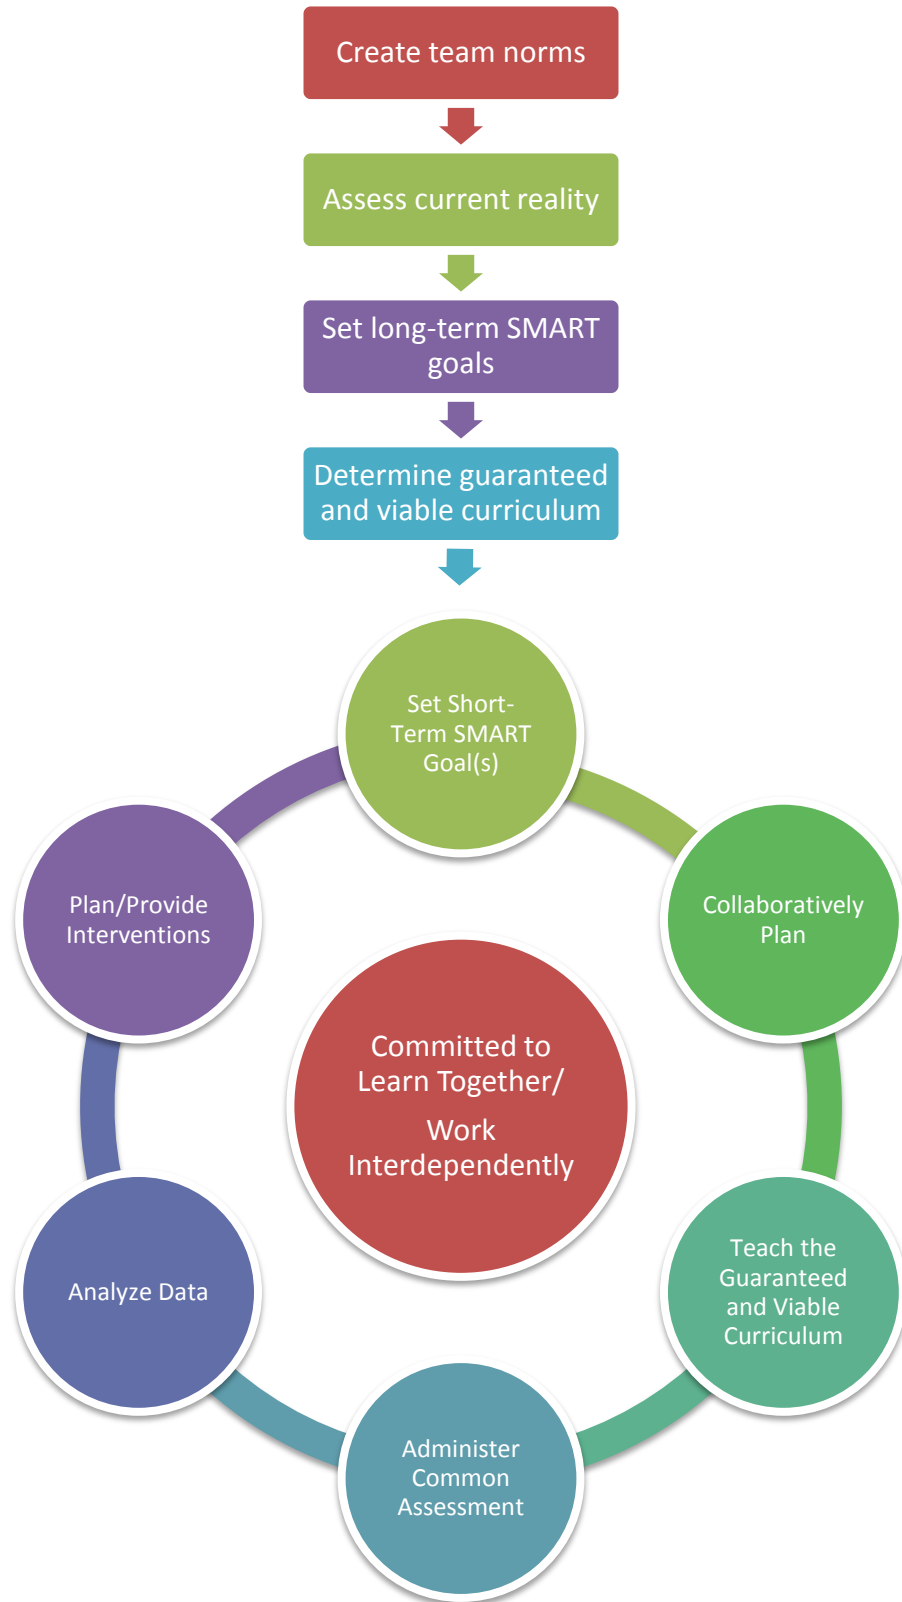 Create team norms
Assess current reality
Set long-term SMART
goals
Determine guaranteed
and viable curriculum
Set Short-
Term SMART
Goal(s)
Collaboratively
Plan
Teach the
Guaranteed
and Viable
Curriculum
Administer
Common
Assessment
Analyze Data
Plan/Provide
Interventions
Committed to
Learn Together/
Work
Interdependently